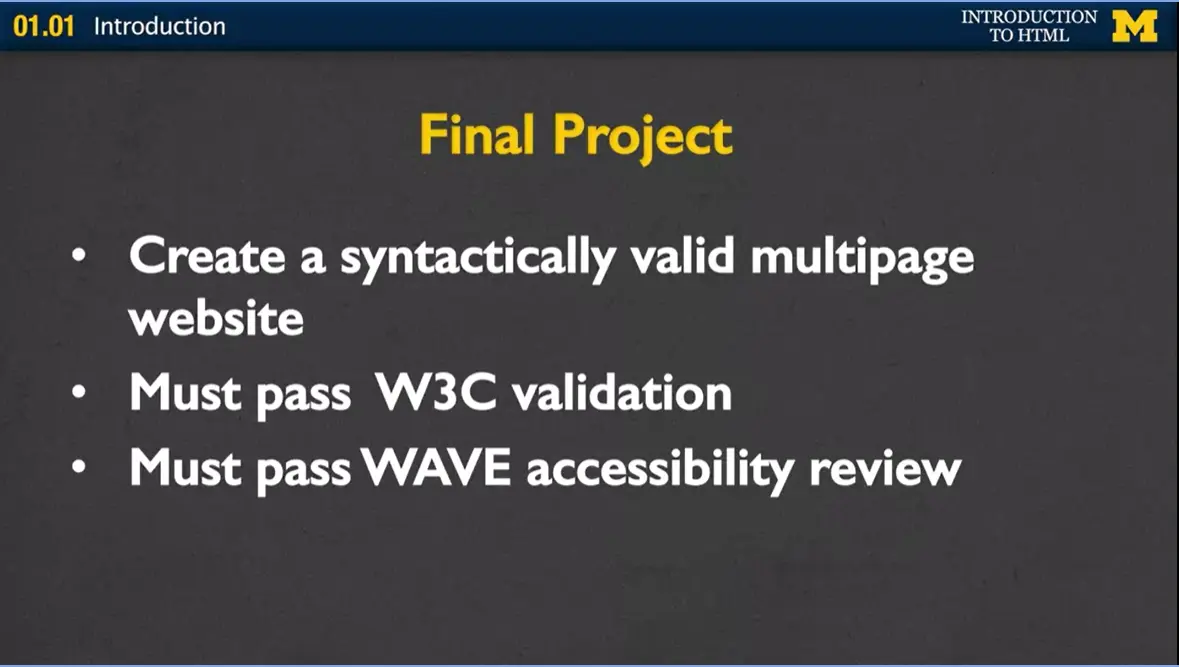 01.01 Introduction
INTRODUCTION
TO HTML
M
Final Project
• Create a syntactically valid multipage
website
• Must pass W3C validation
• Must pass WAVE accessibility review